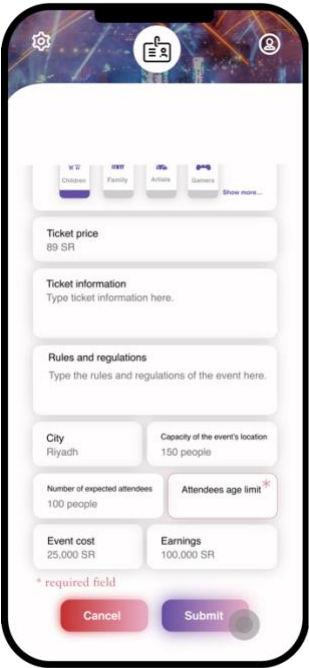 Children Family Artists Gamers
Show more...
Ticket price
89 SR
Ticket information
Type ticket information here.
Rules and regulations
Type the rules and regulations of the event here.
City
Riyadh
Capacity of the event's location
150 people
Number of expected attendees
100 people
Attendees age limit *
Event cost
25,000 SR
Earnings
100,000 SR
* required field
Cancel
Submit